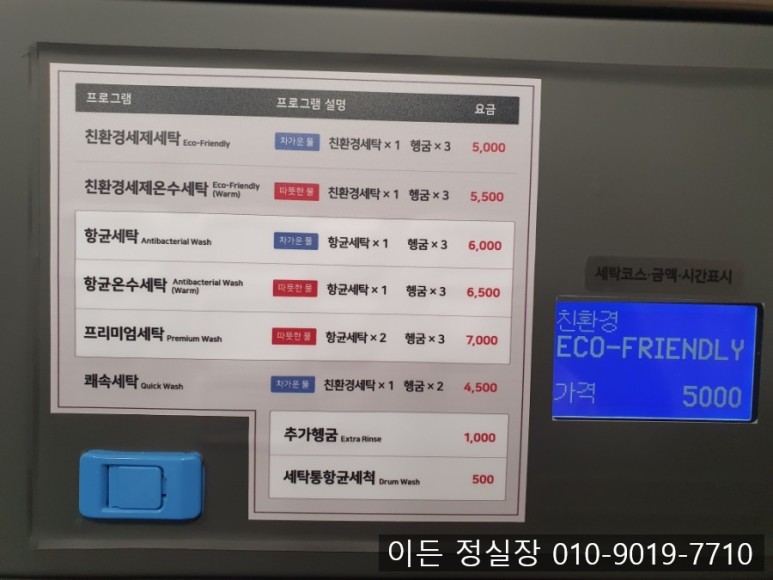 프로그램 프로그램 설명 요금
친환경세제세탁 Eco-Friendly 차가운 물 친환경세탁 × 1 헹굼 × 3 5,000
친환경세제온수세탁 Eco-Friendly (Warm) 따뜻한 물 친환경세탁 × 1 헹굼 × 3 5,500
항균세탁 Antibacterial Wash 차가운 물 항균세탁 × 1 헹굼 × 3 6,000
항균온수세탁 Antibacterial Wash (Warm) 따뜻한 물 항균세탁 × 1 헹굼 × 3 6,500
프리미엄세탁 Premium Wash 따뜻한 물 항균세탁 × 2 헹굼 × 3 7,000
쾌속세탁 Quick Wash 차가운 물 친환경세탁 × 1 헹굼 × 2 4,500
추가헹굼 Extra Rinse 1,000
세탁통항균세척 Drum Wash 500
세탁코스·금액·시간표시
친환경
ECO-FRIENDLY
가격 5000
이든 정실장 010-9019-7710